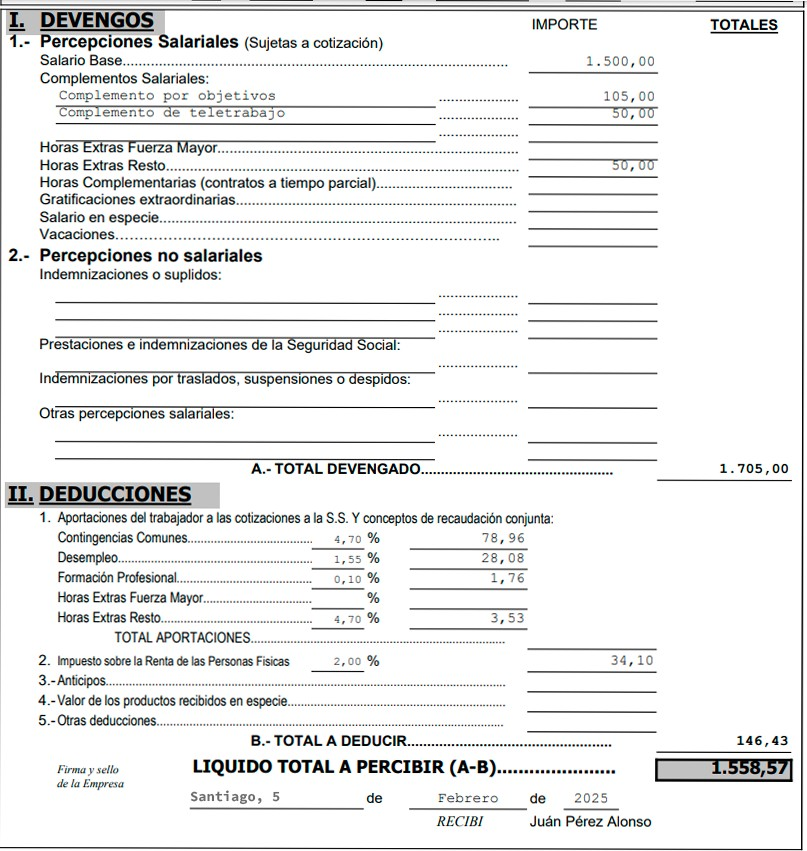 I. DEVENGOS IMPORTE TOTALES
1.- Percepciones Salariales (Sujetas a cotización)
Salario Base.......... 1.500,00
Complementos Salariales:
Complemento por objetivos .......... 105,00
Complemento de teletrabajo .......... 50,00
..........
Horas Extras Fuerza Mayor..........
Horas Extras Resto.......... 50,00
Horas Complementarias (contratos a tiempo parcial)..........
Gratificaciones extraordinarias..........
Salario en especie..........
Vacaciones..........
2.- Percepciones no salariales
Indemnizaciones o suplidos:
..........
..........
..........
Prestaciones e indemnizaciones de la Seguridad Social:
..........
Indemnizaciones por traslados, suspensiones o despidos:
..........
Otras percepciones salariales:
..........
A.- TOTAL DEVENGADO.......... 1.705,00
II. DEDUCCIONES
1. Aportaciones del trabajador a las cotizaciones a la S.S. Y conceptos de recaudación conjunta:
Contingencias Comunes.......... 4,70 % 78,96
Desempleo.......... 1,55 % 28,08
Formación Profesional.......... 0,10 % 1,76
Horas Extras Fuerza Mayor.......... %
Horas Extras Resto.......... 4,70 % 3,53
TOTAL APORTACIONES..........
2. Impuesto sobre la Renta de las Personas Fisicas 2,00 % 34,10
3.-Anticipos..........
4.-Valor de los productos recibidos en especie..........
5.-Otras deducciones..........
B.- TOTAL A DEDUCIR.......... 146,43
Firma y sello
de la Empresa
LIQUIDO TOTAL A PERCIBIR (A-B).......... 1.558,57
Santiago, 5 de Febrero de 2025
RECIBI Juán Pérez Alonso